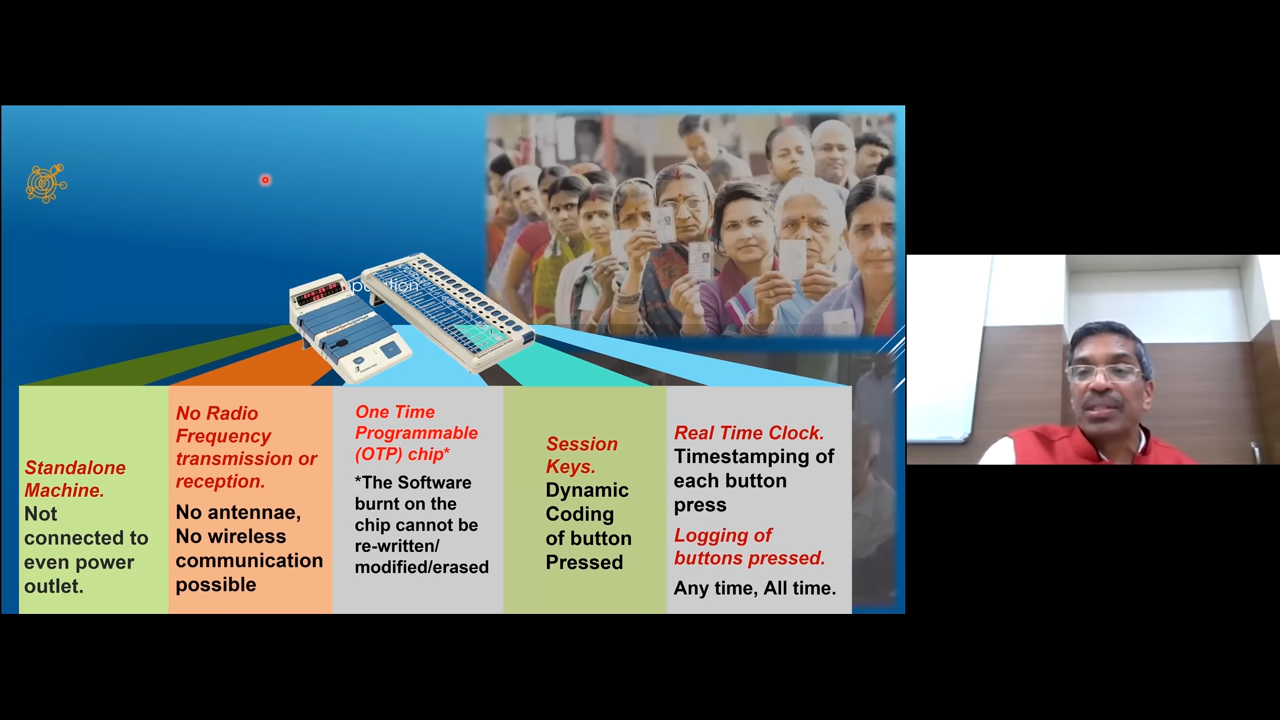 Standalone
Machine.
Not
connected to
even power
outlet.
No Radio
Frequency
transmission or
reception.
No antennae,
No wireless
communication
possible
One Time
Programmable
(OTP) chip*
*The Software
burnt on the
chip cannot be
re-written/
modified/erased
Session
Keys.
Dynamic
Coding
of button
Pressed
Real Time Clock.
Timestamping of
each button
press
Logging of
buttons pressed.
Any time, All time.